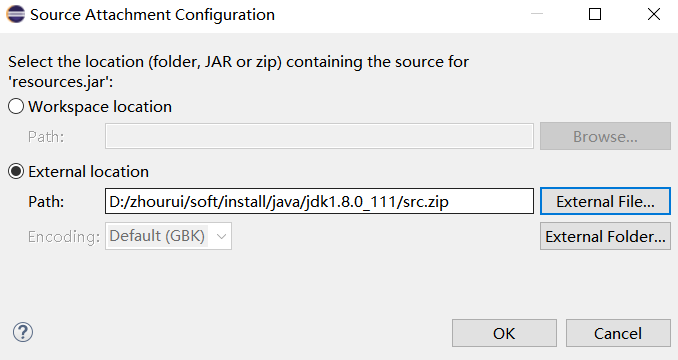 Source Attachment Configuration
Select the location (folder, JAR or zip) containing the source for
'resources.jar':
Workspace location
Path:
Browse...
External location
Path:
D:/zhourui/soft/install/java/jdk1.8.0_111/src.zip
External File...
Encoding:
Default (GBK)
External Folder...
?
OK
Cancel